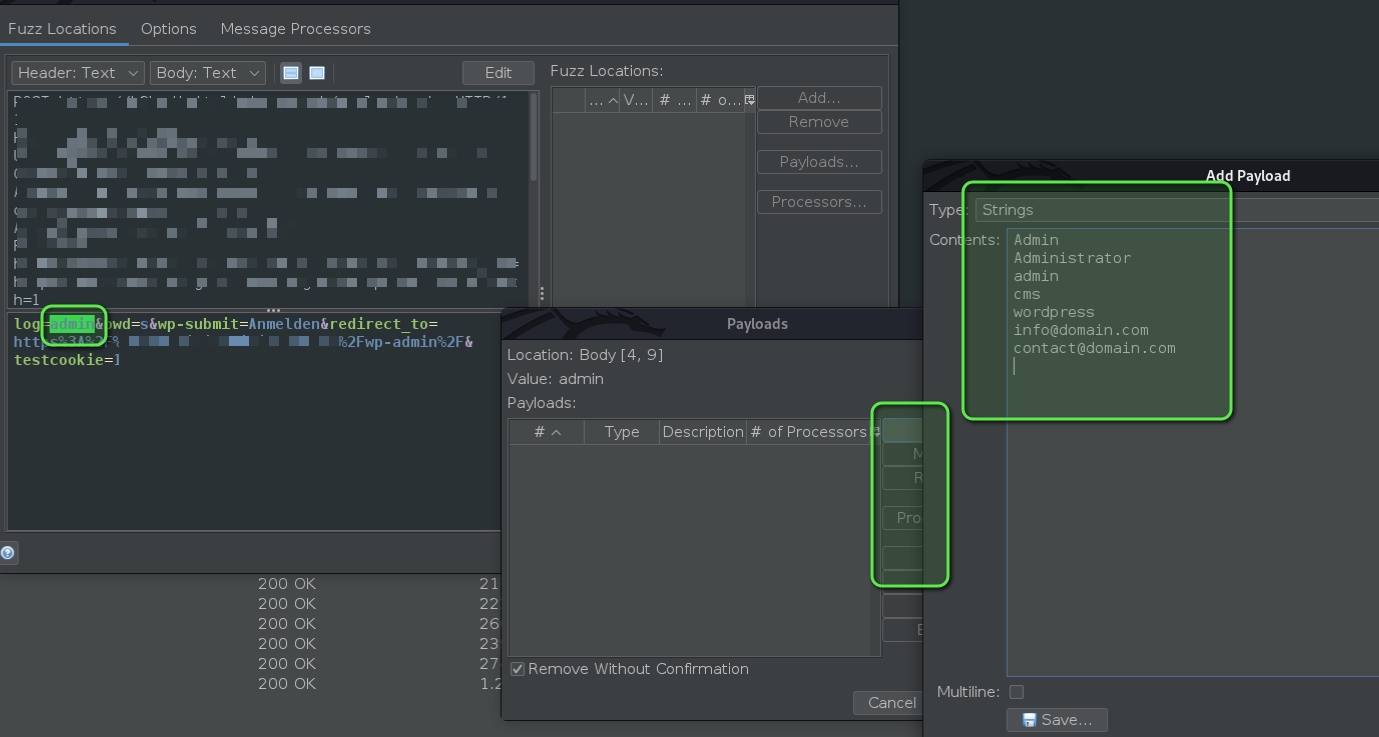 Fuzz Locations Options Message Processors
Header: Text Body: Text Edit
h=1
log=admin&pwd=s&wp-submit=Anmelden&redirect_to=
https%3A%2F% %2Fwp-admin%2F&
testcookie=1
Fuzz Locations:
... V... # ... # o...
Add...
Remove
Payloads...
Processors...
200 OK 21
200 OK 22
200 OK 26
200 OK 23
200 OK 27
200 OK 1.2
Payloads
Location: Body [4, 9]
Value: admin
Payloads:
# Type Description # of Processors
M
R
Pro
E
Remove Without Confirmation
Cancel
Add Payload
Type: Strings
Contents: Admin
Administrator
admin
cms
wordpress
info@domain.com
contact@domain.com
Multiline:
Save...